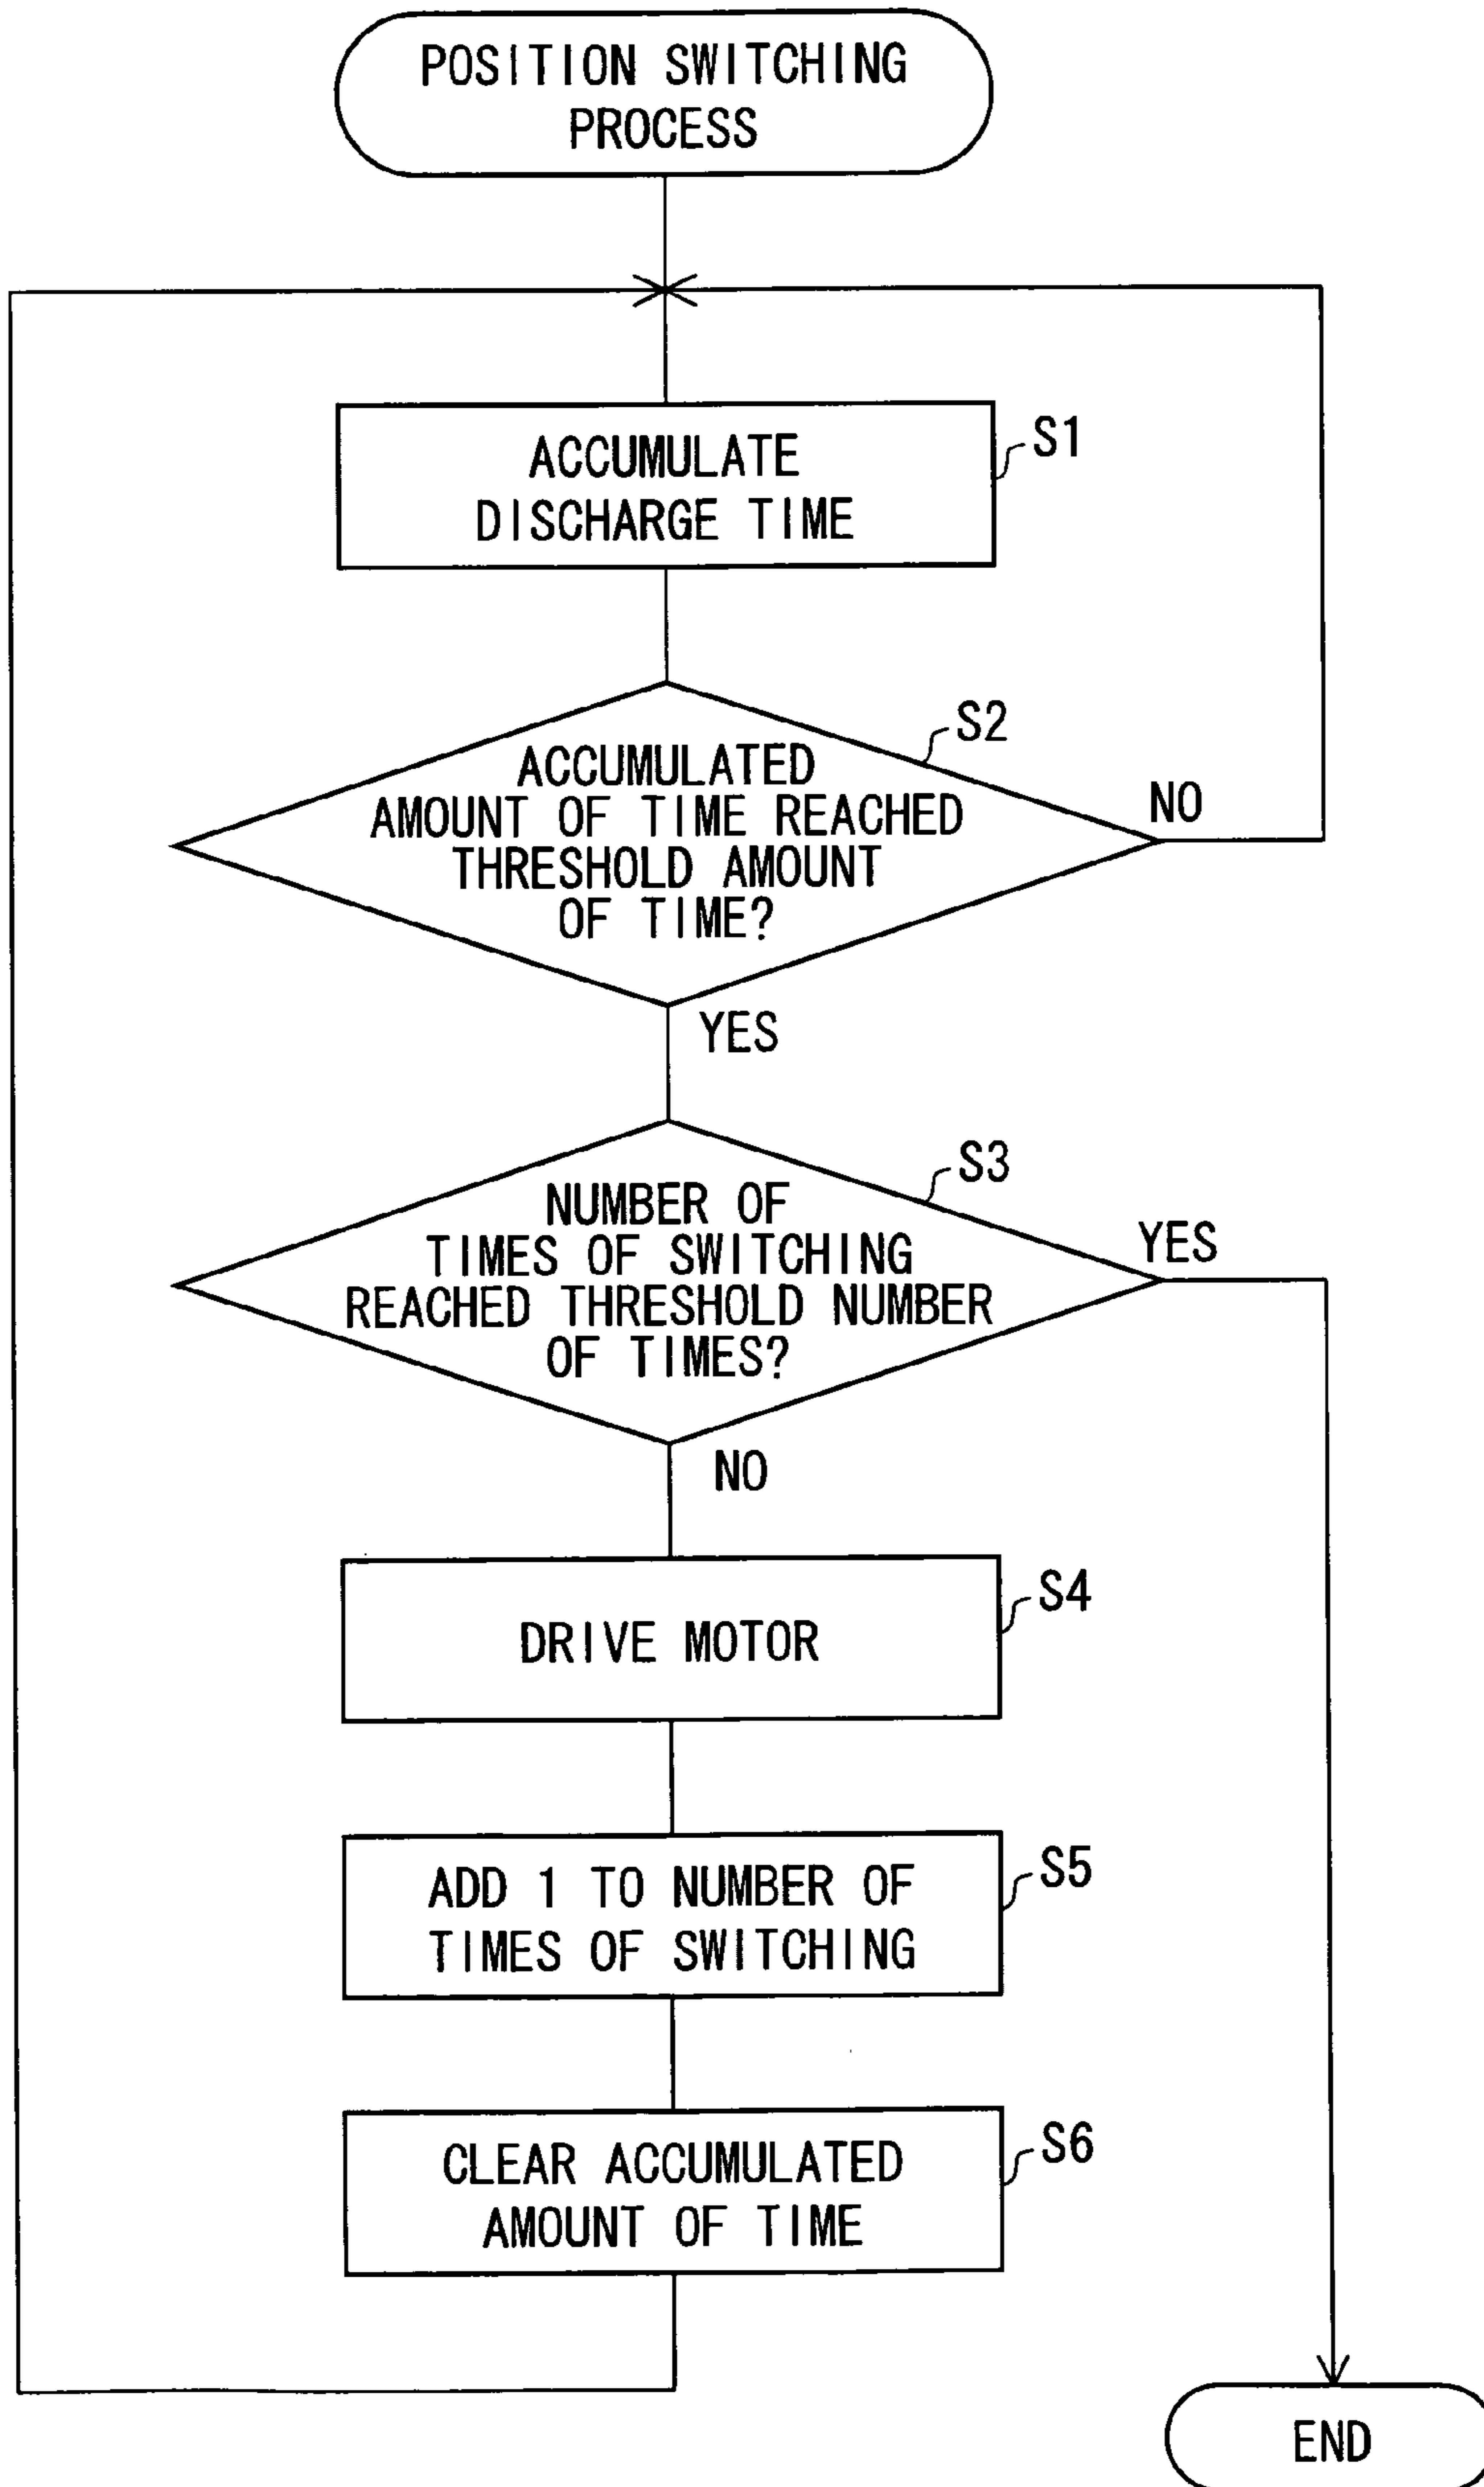 POSITION SWITCHING
PROCESS
ACCUMULATE
DISCHARGE TIME
S1
ACCUMULATED
AMOUNT OF TIME REACHED
THRESHOLD AMOUNT
OF TIME?
S2
NO
YES
NUMBER OF
TIMES OF SWITCHING
REACHED THRESHOLD NUMBER
OF TIMES?
S3
YES
NO
DRIVE MOTOR
S4
ADD 1 TO NUMBER OF
TIMES OF SWITCHING
S5
CLEAR ACCUMULATED
AMOUNT OF TIME
S6
END